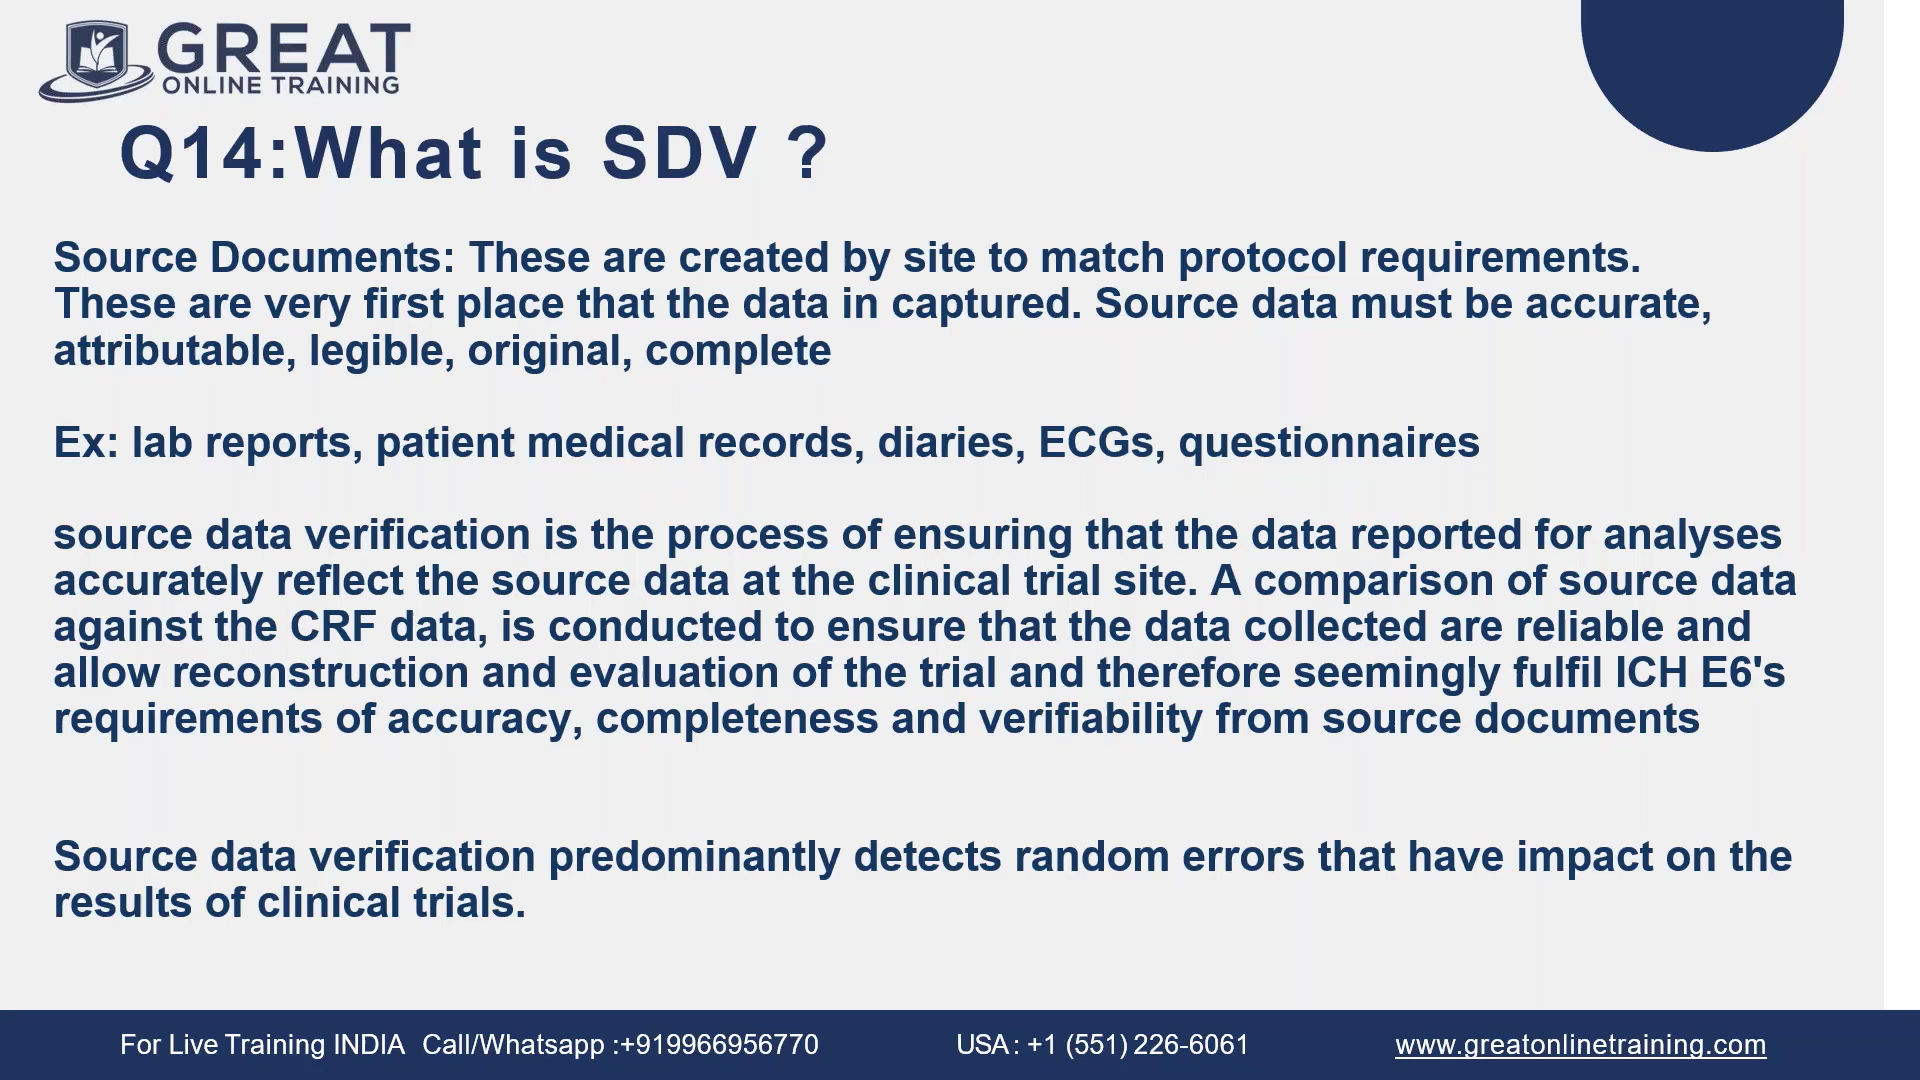 GREAT
ONLINE TRAINING
Q14:What is SDV ?
Source Documents: These are created by site to match protocol requirements.
These are very first place that the data in captured. Source data must be accurate,
attributable, legible, original, complete
Ex: lab reports, patient medical records, diaries, ECGs, questionnaires
source data verification is the process of ensuring that the data reported for analyses
accurately reflect the source data at the clinical trial site. A comparison of source data
against the CRF data, is conducted to ensure that the data collected are reliable and
allow reconstruction and evaluation of the trial and therefore seemingly fulfil ICH E6's
requirements of accuracy, completeness and verifiability from source documents
Source data verification predominantly detects random errors that have impact on the
results of clinical trials.
For Live Training INDIA Call/Whatsapp :+919966956770 USA : +1 (551) 226-6061 www.greatonlinetraining.com